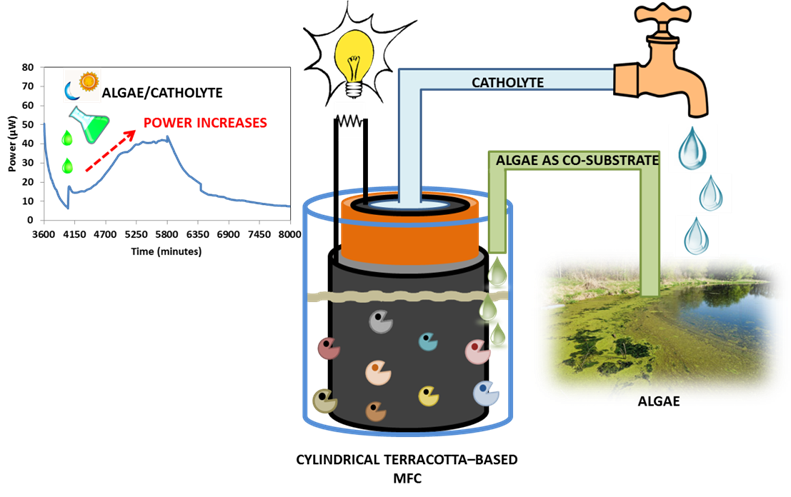 80
70
60
50
40
30
20
10
0
Power (µW)
ALGAE/CATHOLYTE
POWER INCREASES
3600 4150 4700 5250 5800 6350 6900 7450 8000
Time (minutes)
CATHOLYTE
ALGAE AS CO-SUBSTRATE
ALGAE
CYLINDRICAL TERRACOTTA–BASED
MFC